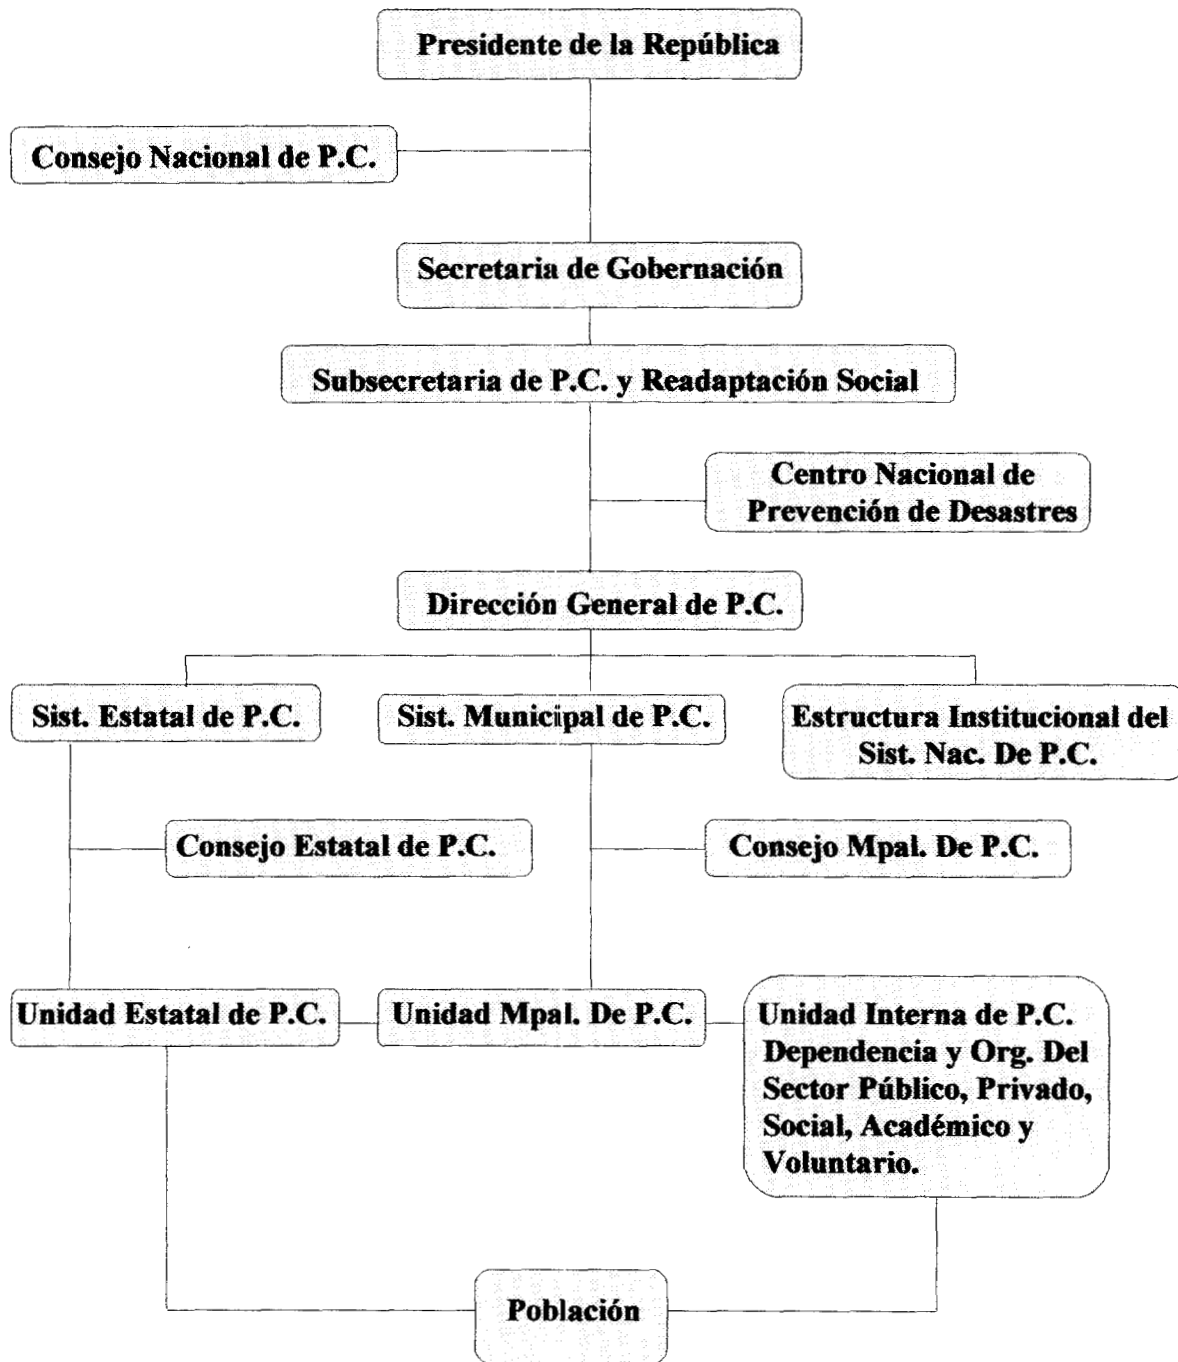 Presidente de la República
Consejo Nacional de P.C.
Secretaria de Gobernación
Subsecretaria de P.C. y Readaptación Social
Centro Nacional de
Prevención de Desastres
Dirección General de P.C.
Sist. Estatal de P.C.
Sist. Municipal de P.C.
Estructura Institucional del
Sist. Nac. De P.C.
Consejo Estatal de P.C.
Consejo Mpal. De P.C.
Unidad Estatal de P.C.
Unidad Mpal. De P.C.
Unidad Interna de P.C.
Dependencia y Org. Del
Sector Público, Privado,
Social, Académico y
Voluntario.
Población